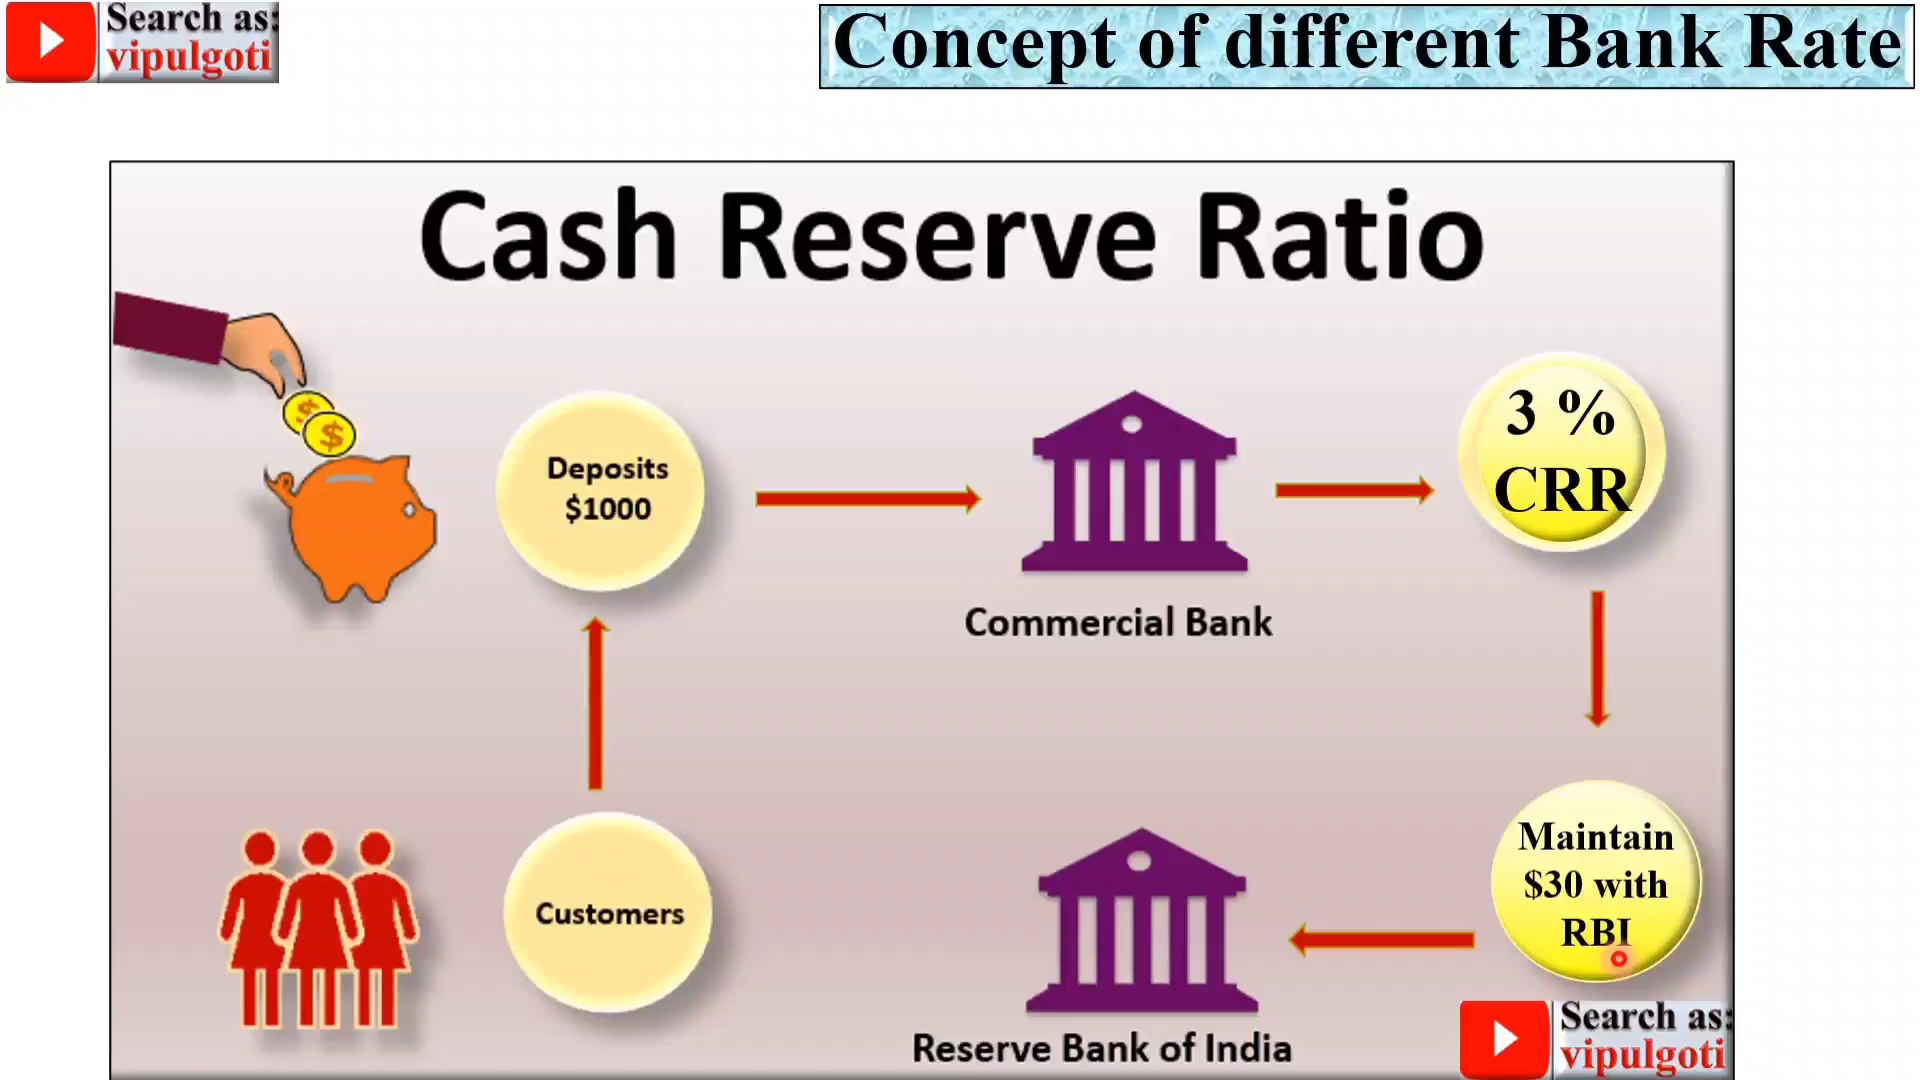 Search as:
vipulgoti
Concept of different Bank Rate
Cash Reserve Ratio
$
$
Deposits
$1000
Commercial Bank
3 %
CRR
Customers
Reserve Bank of India
Maintain
$30 with
RBI
Search as:
vipulgoti